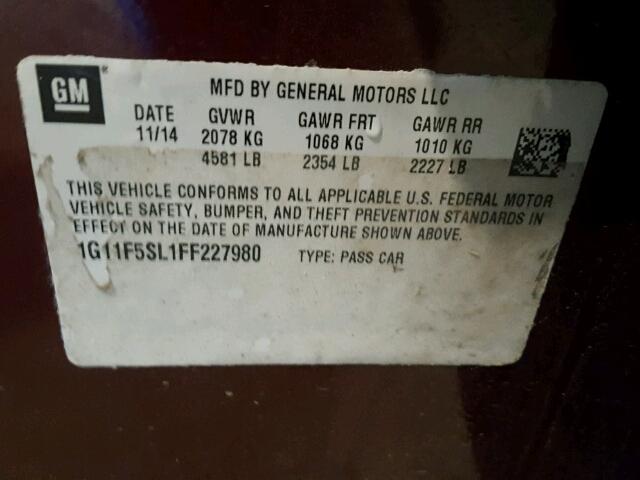 GM
MFD BY GENERAL MOTORS LLC
DATE GVWR GAWR FRT GAWR RR
11/14 2078 KG 1068 KG 1010 KG
4581 LB 2354 LB 2227 LB
THIS VEHICLE CONFORMS TO ALL APPLICABLE U.S. FEDERAL MOTOR
VEHICLE SAFETY, BUMPER, AND THEFT PREVENTION STANDARDS IN
EFFECT ON THE DATE OF MANUFACTURE SHOWN ABOVE.
1G11F5SL1FF227980 TYPE: PASS CAR